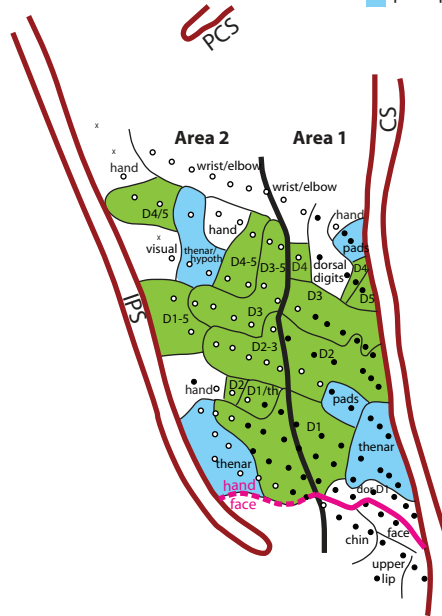 PCS
CS
Area 2
Area 1
x
x
hand
wrist/elbow
wrist/elbow
D4/5
hand
hand
pads
x
visual
thenar/
hypoth
D4-5
D3-5
D4
dorsal
digits
D4
D5
IPS
D1-5
D3
D3
D2-3
D2
hand
D2
D1/th
pads
D1
thenar
thenar
hand
face
dorD1
face
chin
upper
lip